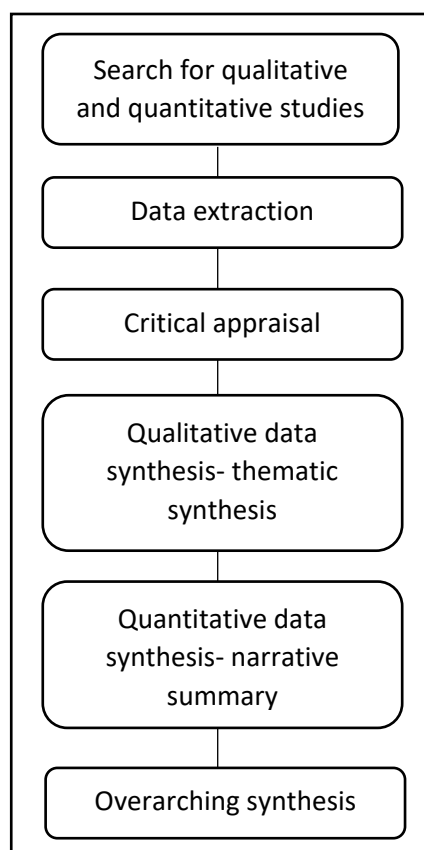 Search for qualitative
and quantitative studies
Data extraction
Critical appraisal
Qualitative data
synthesis- thematic
synthesis
Quantitative data
synthesis- narrative
summary
Overarching synthesis